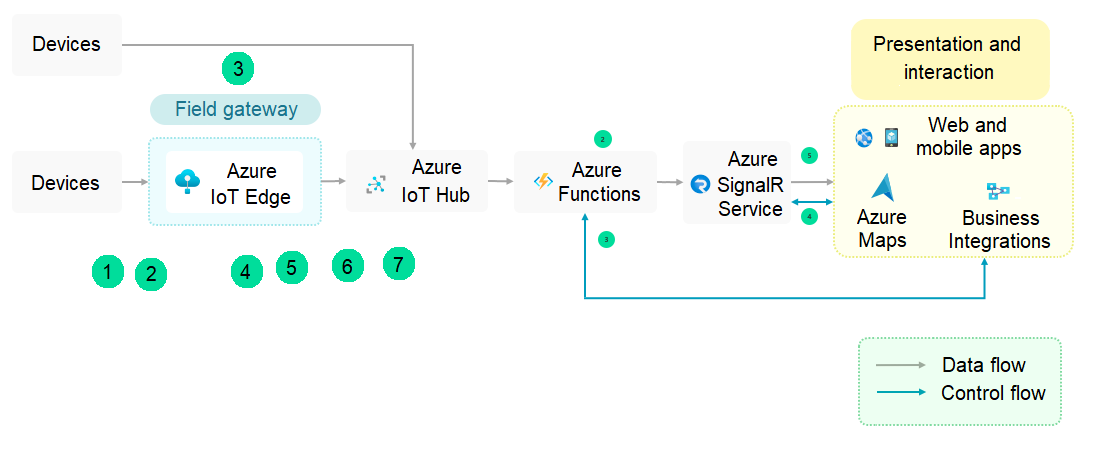 Devices
3
Field gateway
Devices
Azure
IoT Edge
Azure
IoT Hub
1
2
4
5
6
7
2
Azure
Functions
3
Azure
SignalR
Service
5
4
Presentation and
interaction
Web and
mobile apps
Azure
Maps
Business
Integrations
Data flow
Control flow